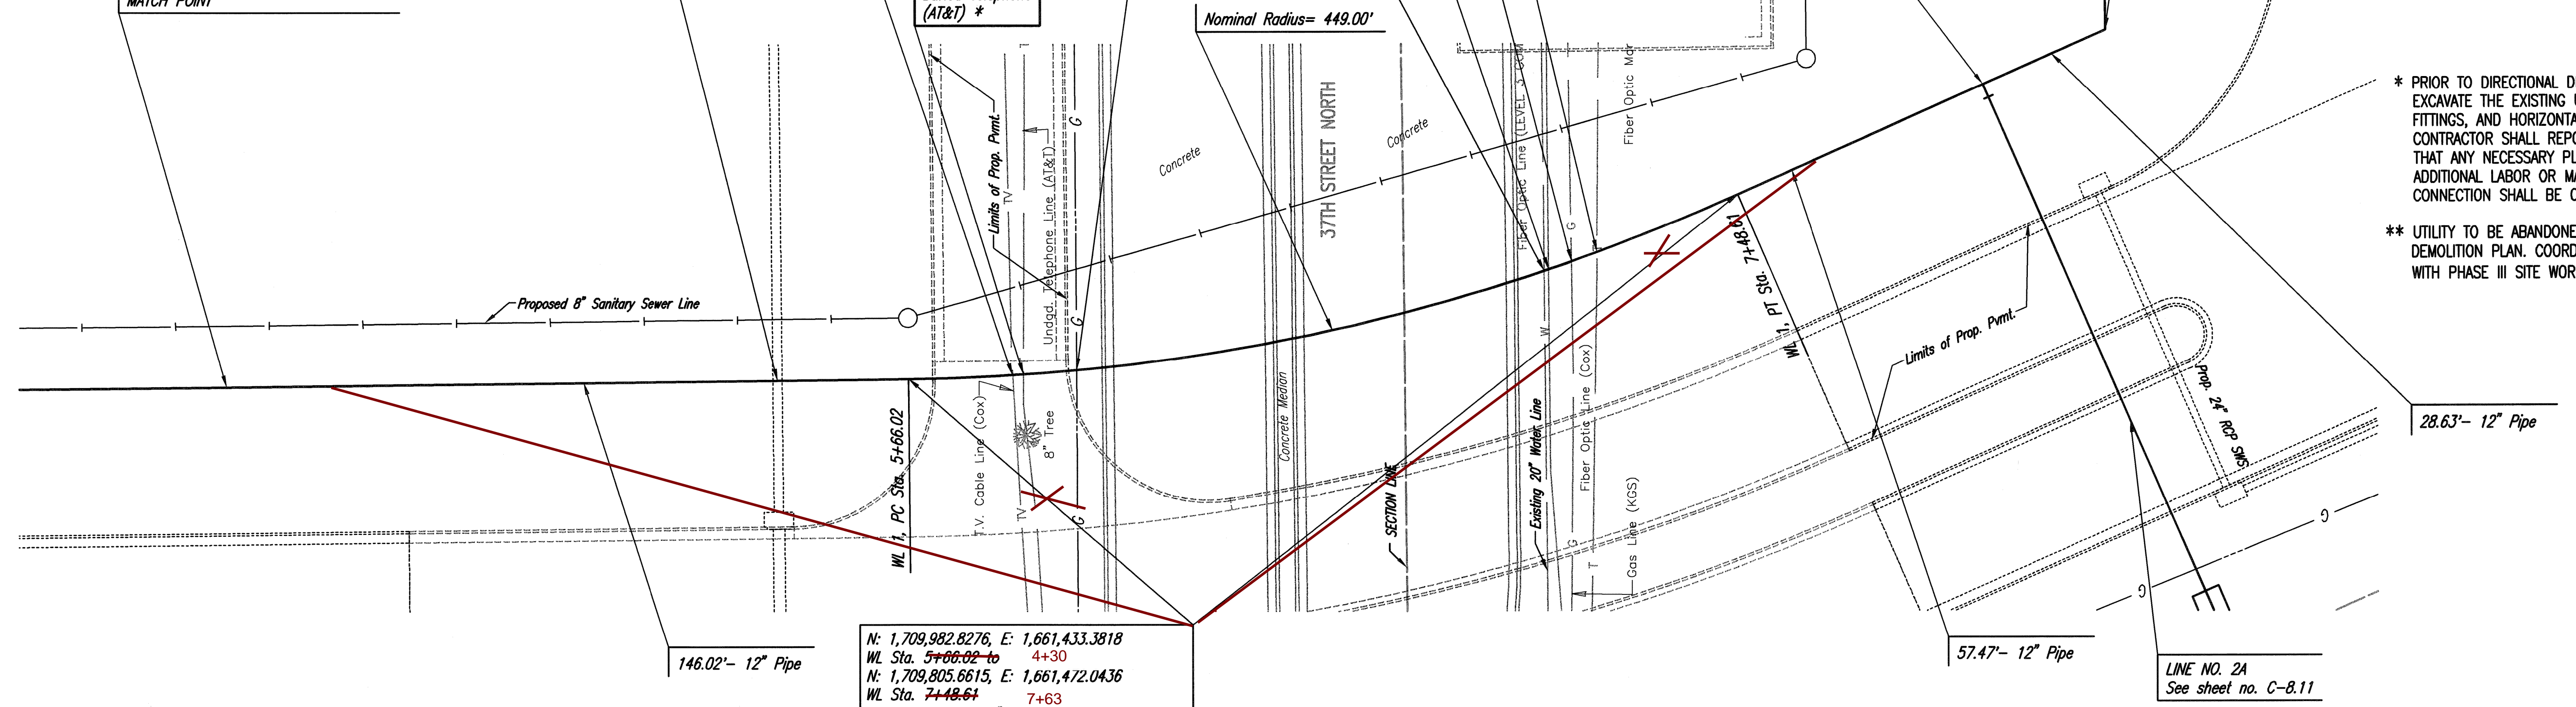 MATCH POINT
(AT&T) *
Nominal Radius= 449.00'
Limits of Prop. Pvmt.
TV
Undgd. Telephone Line (AT&T)
G
G
Concrete
37TH STREET NORTH
Concrete
Fiber Optic Line (LEVEL 3 COM
Fiber Optic Mor
G
W
T
* PRIOR TO DIRECTIONAL D
EXCAVATE THE EXISTING
FITTINGS, AND HORIZONTA
CONTRACTOR SHALL REPO
THAT ANY NECESSARY PL
ADDITIONAL LABOR OR MA
CONNECTION SHALL BE C
** UTILITY TO BE ABANDONE
DEMOLITION PLAN. COORD
WITH PHASE III SITE WOR
Proposed 8" Sanitary Sewer Line
WL 1, PC Sta. 5+66.02
T.V. Cable Line (Cox)
TV
8" Tree
G
Concrete Median
SECTION LINE
Existing 20" Water Line
Fiber Optic Line (Cox)
G
T
Gas Line (KGS)
WL 1, PT Sta. 7+48.61
Limits of Prop. Pvmt.
Prop. 24" RCP SWS
G
G
28.63'- 12" Pipe
146.02'- 12" Pipe
N: 1,709,982.8276, E: 1,661,433.3818
WL Sta. 5+66.02 to 4+30
N: 1,709,805.6615, E: 1,661,472.0436
WL Sta. 7+48.61 7+63
57.47'- 12" Pipe
LINE NO. 2A
See sheet no. C-8.11